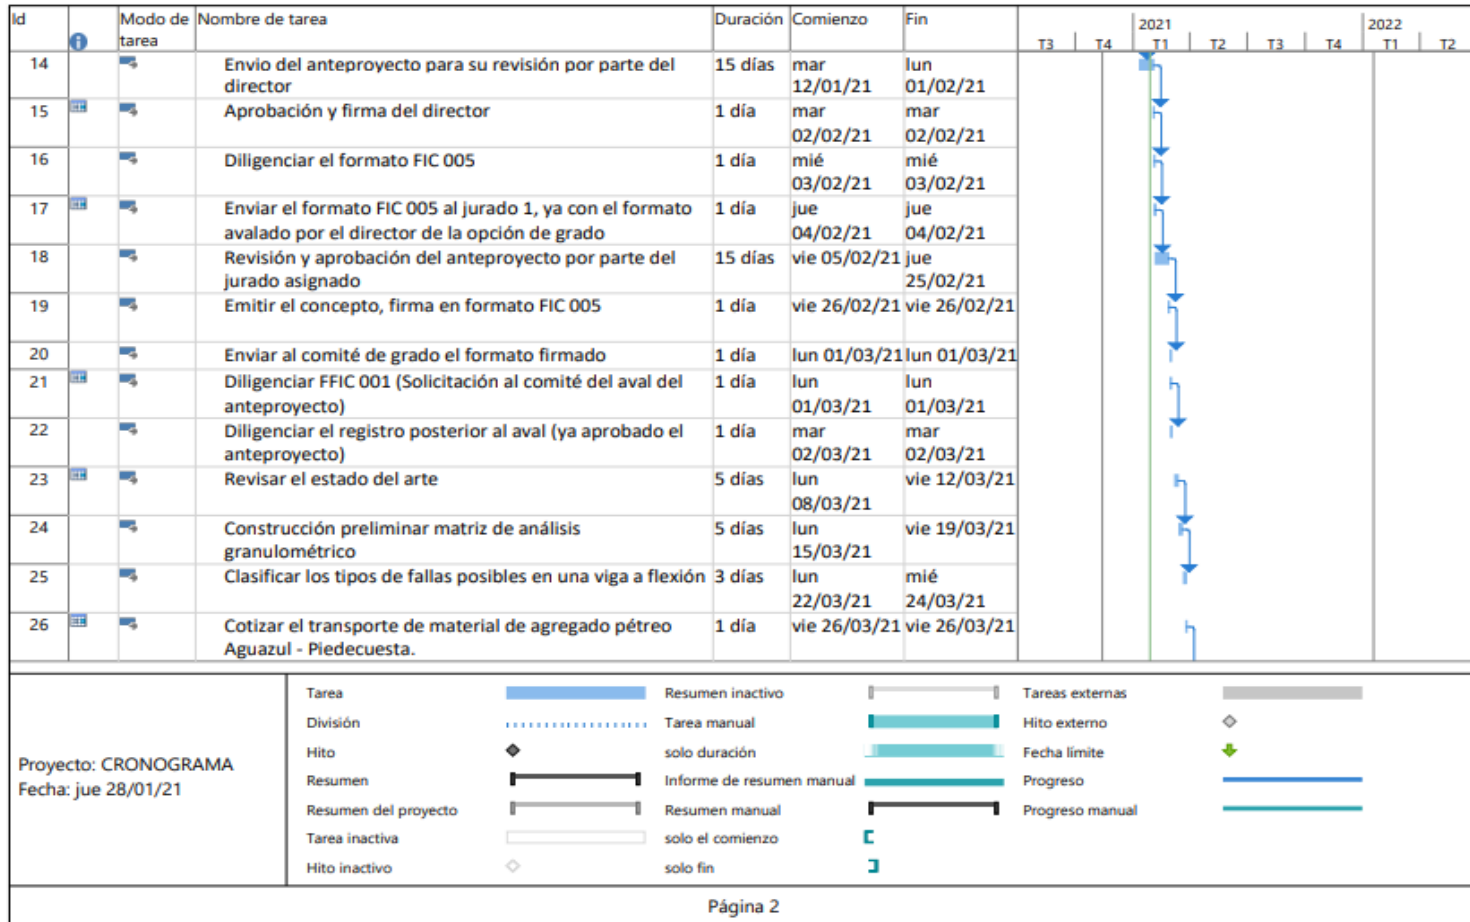 Id Modo de Nombre de tarea Duración Comienzo Fin 2021 2022
tarea T3 T4 T1 T2 T3 T4 T1 T2
14 Envio del anteproyecto para su revisión por parte del 15 días mar lun
director 12/01/21 01/02/21
15 Aprobación y firma del director 1 día mar mar
02/02/21 02/02/21
16 Diligenciar el formato FIC 005 1 día mié mié
03/02/21 03/02/21
17 Enviar el formato FIC 005 al jurado 1, ya con el formato 1 día jue jue
avalado por el director de la opción de grado 04/02/21 04/02/21
18 Revisión y aprobación del anteproyecto por parte del 15 días vie 05/02/21 jue
jurado asignado 25/02/21
19 Emitir el concepto, firma en formato FIC 005 1 día vie 26/02/21 vie 26/02/21
20 Enviar al comité de grado el formato firmado 1 día lun 01/03/21 lun 01/03/21
21 Diligenciar FFIC 001 (Solicitación al comité del aval del 1 día lun lun
anteproyecto) 01/03/21 01/03/21
22 Diligenciar el registro posterior al aval (ya aprobado el 1 día mar mar
anteproyecto) 02/03/21 02/03/21
23 Revisar el estado del arte 5 días lun vie 12/03/21
08/03/21
24 Construcción preliminar matriz de análisis 5 días lun vie 19/03/21
granulométrico 15/03/21
25 Clasificar los tipos de fallas posibles en una viga a flexión 3 días lun mié
22/03/21 24/03/21
26 Cotizar el transporte de material de agregado pétreo 1 día vie 26/03/21 vie 26/03/21
Aguazul - Piedecuesta.
Proyecto: CRONOGRAMA
Fecha: jue 28/01/21
Tarea Resumen inactivo Tareas externas
División Tarea manual Hito externo
Hito solo duración Fecha límite
Resumen Informe de resumen manual Progreso
Resumen del proyecto Resumen manual Progreso manual
Tarea inactiva solo el comienzo
Hito inactivo solo fin
Página 2